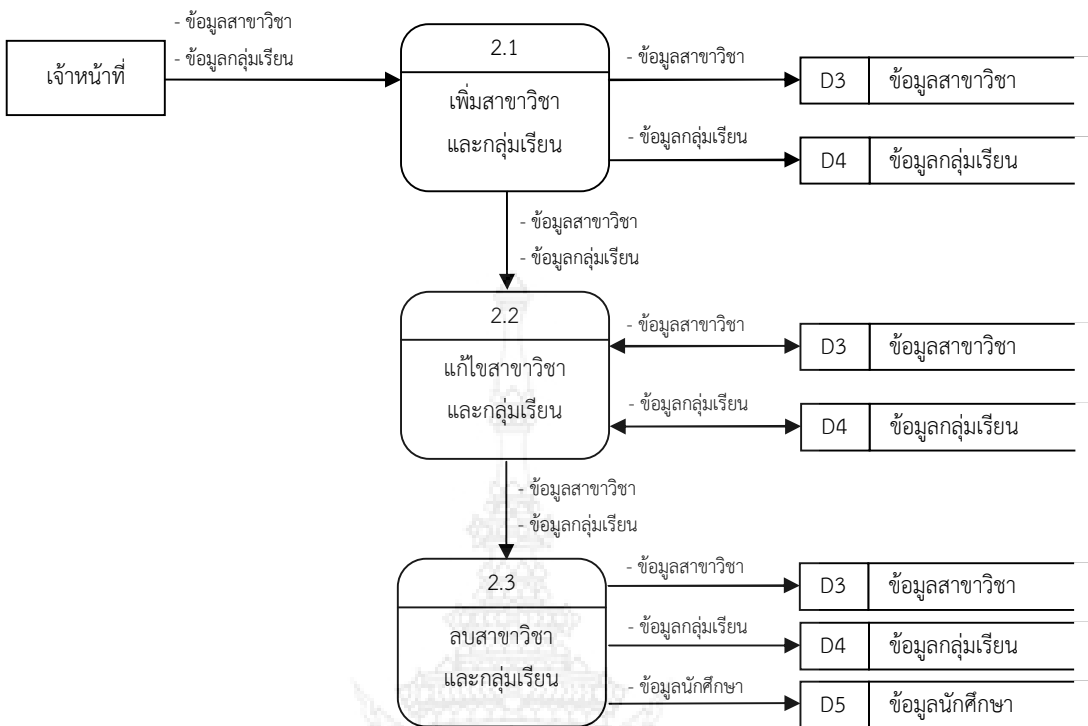 - ข้อมูลสาขาวิชา
- ข้อมูลกลุ่มเรียน
เจ้าหน้าที่
2.1
เพิ่มสาขาวิชา
และกลุ่มเรียน
- ข้อมูลสาขาวิชา
D3 ข้อมูลสาขาวิชา
- ข้อมูลกลุ่มเรียน
D4 ข้อมูลกลุ่มเรียน
- ข้อมูลสาขาวิชา
- ข้อมูลกลุ่มเรียน
2.2
แก้ไขสาขาวิชา
และกลุ่มเรียน
- ข้อมูลสาขาวิชา
D3 ข้อมูลสาขาวิชา
- ข้อมูลกลุ่มเรียน
D4 ข้อมูลกลุ่มเรียน
- ข้อมูลสาขาวิชา
- ข้อมูลกลุ่มเรียน
2.3
ลบสาขาวิชา
และกลุ่มเรียน
- ข้อมูลสาขาวิชา
D3 ข้อมูลสาขาวิชา
- ข้อมูลกลุ่มเรียน
D4 ข้อมูลกลุ่มเรียน
- ข้อมูลนักศึกษา
D5 ข้อมูลนักศึกษา